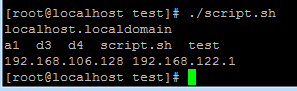 [root@localhost test]# ./script.sh
localhost.localdomain
a1  d3  d4  script.sh  test
192.168.106.128 192.168.122.1
[root@localhost test]#